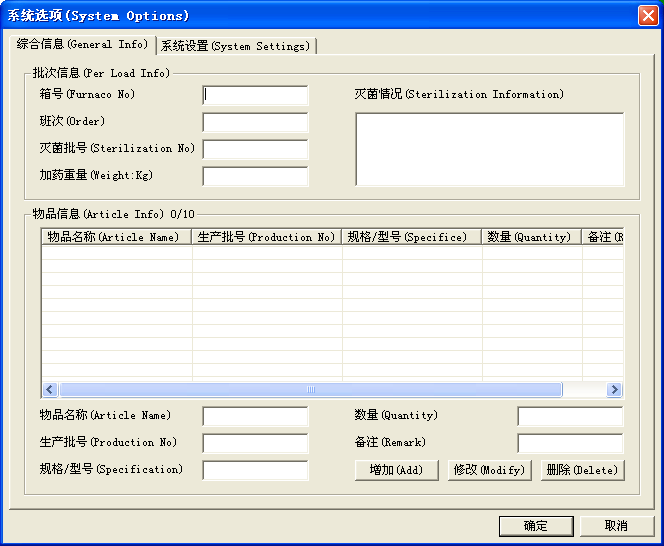 系统选项(System Options)
综合信息(General Info) 系统设置(System Settings)
批次信息(Per Load Info)
箱号(Furnaco No) 灭菌情况(Sterilization Information)
班次(Order)
灭菌批号(Sterilization No)
加药重量(Weight:Kg)
物品信息(Article Info) 0/10
物品名称(Article Name) 生产批号(Production No) 规格/型号(Specifice) 数量(Quantity) 备注(R
物品名称(Article Name) 数量(Quantity)
生产批号(Production No) 备注(Remark)
规格/型号(Specification) 增加(Add) 修改(Modify) 删除(Delete)
确定 取消